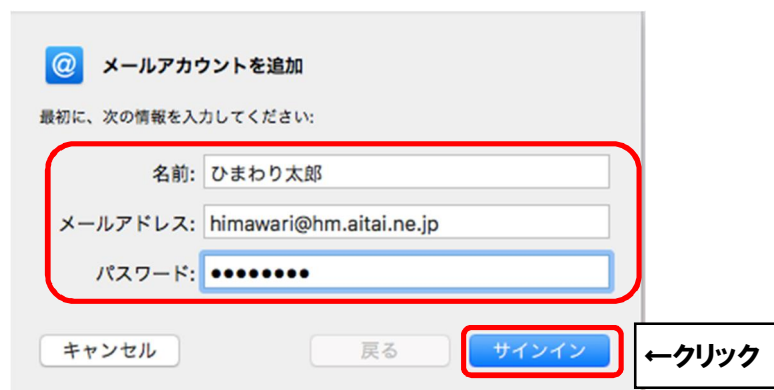 @ メールアカウントを追加
最初に、次の情報を入力してください:
名前: ひまわり太郎
メールアドレス: himawari@hm.aitai.ne.jp
パスワード: ●●●●●●●●
キャンセル 戻る サインイン ←クリック